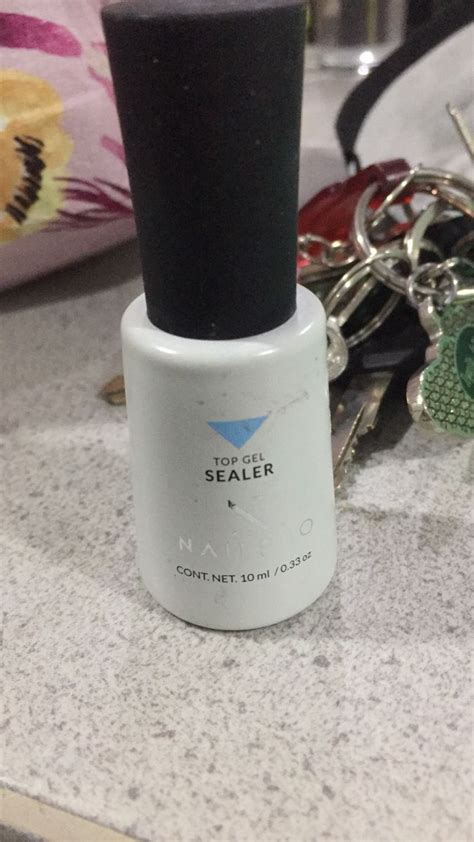 TOP GEL
SEALER
CONT. NET. 10 ml / 0.33 oz